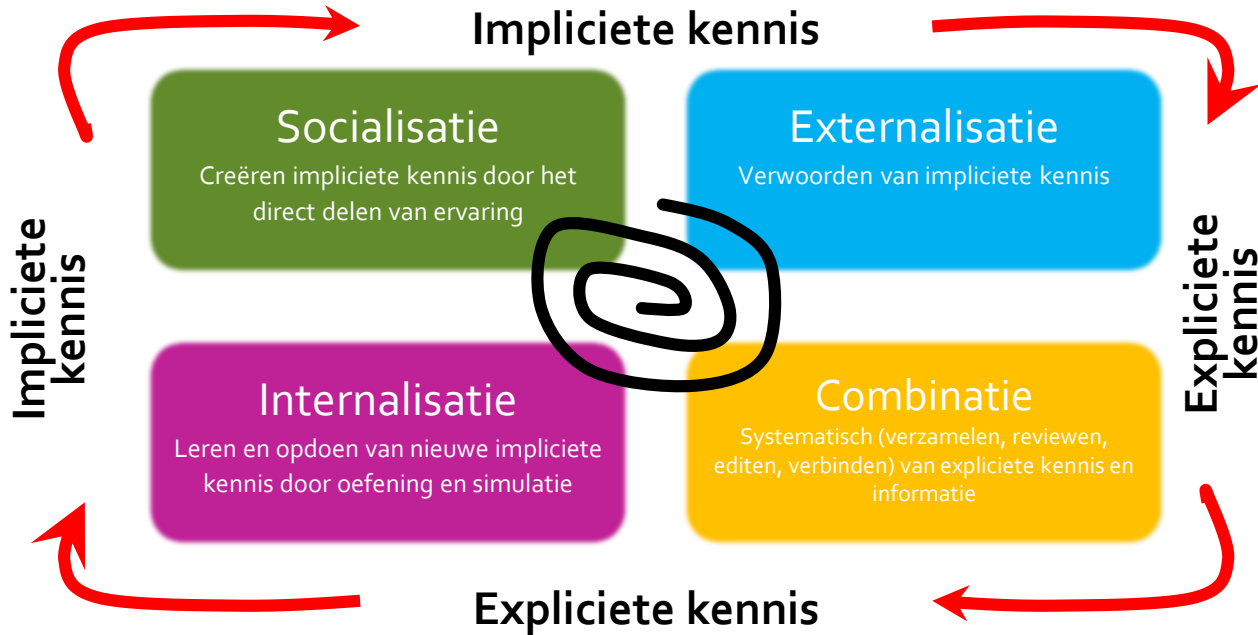 Impliciete kennis
Socialisatie
Creëren impliciete kennis door het
direct delen van ervaring
Externalisatie
Verwoorden van impliciete kennis
Impliciete
kennis
Expliciete
kennis
Internalisatie
Leren en opdoen van nieuwe impliciete
kennis door oefening en simulatie
Combinatie
Systematisch (verzamelen, reviewen,
editen, verbinden) van expliciete kennis en
informatie
Expliciete kennis